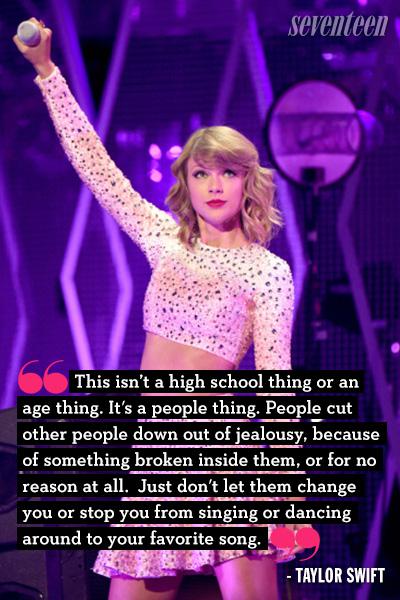 seventeen
“ This isn't a high school thing or an
age thing. It's a people thing. People cut
other people down out of jealousy, because
of something broken inside them, or for no
reason at all.  Just don't let them change
you or stop you from singing or dancing
around to your favorite song. ”
- TAYLOR SWIFT